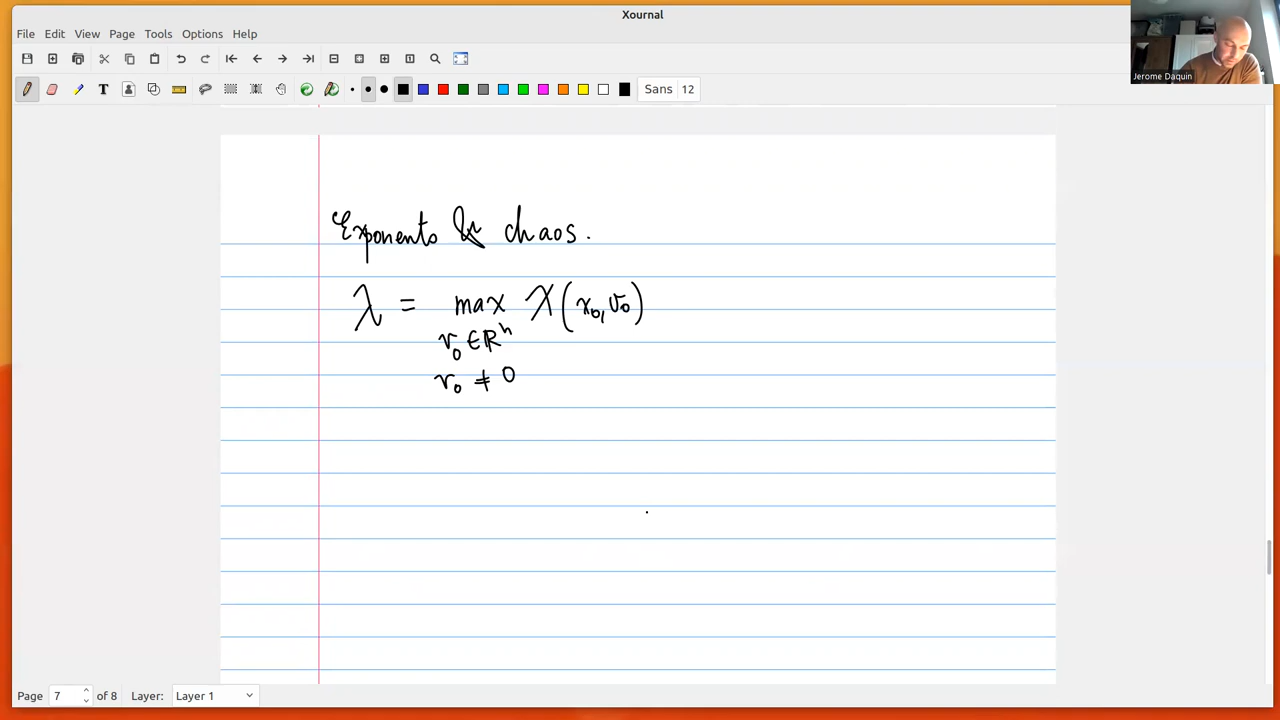 Xournal
File Edit View Page Tools Options Help
Sans 12
Jerome Daquin
Exponents & chaos.
λ = max χ(x₀, v₀)
v₀ ∈ ℝⁿ
v₀ ≠ 0
Page 7 of 8 Layer: Layer 1